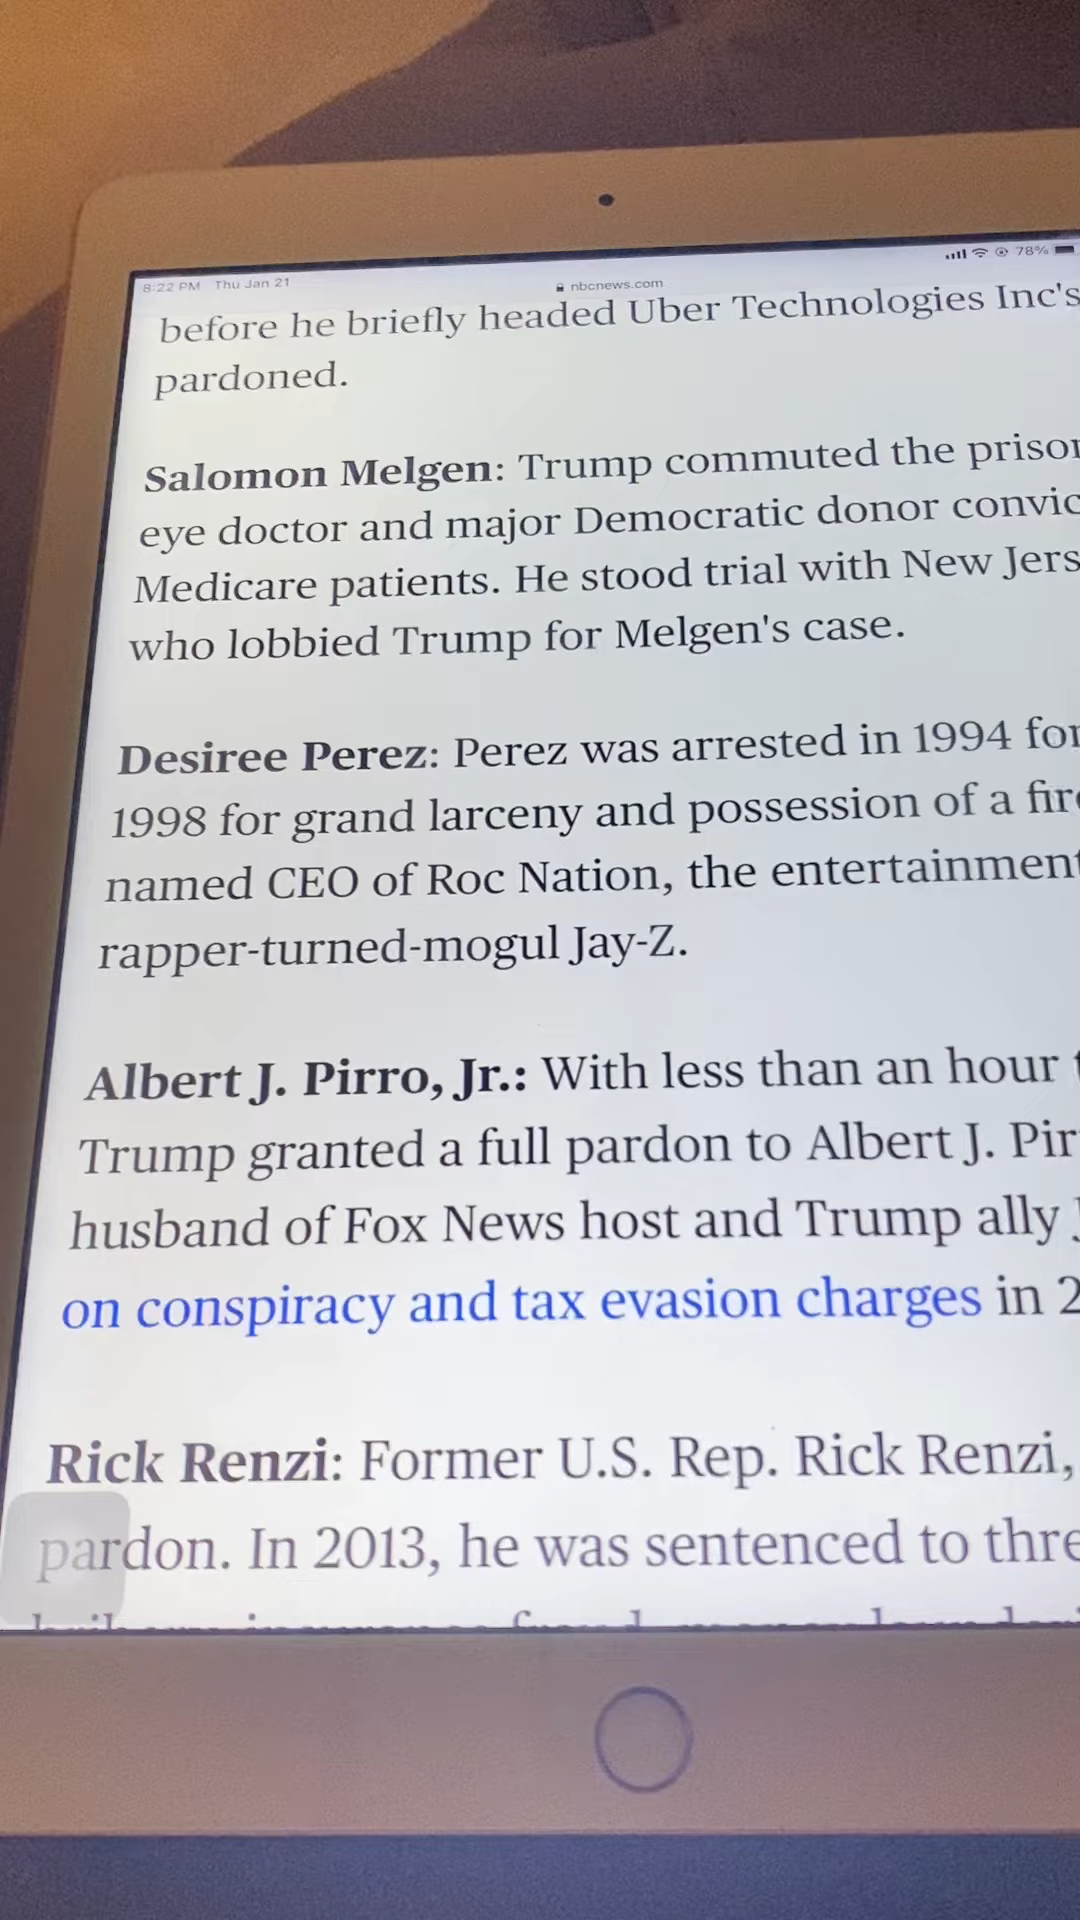 8:22 PM Thu Jan 21
nbcnews.com
78%
before he briefly headed Uber Technologies Inc's
pardoned.
Salomon Melgen: Trump commuted the prison
eye doctor and major Democratic donor convic
Medicare patients. He stood trial with New Jers
who lobbied Trump for Melgen's case.
Desiree Perez: Perez was arrested in 1994 for
1998 for grand larceny and possession of a fire
named CEO of Roc Nation, the entertainment
rapper-turned-mogul Jay-Z.
Albert J. Pirro, Jr.: With less than an hour
Trump granted a full pardon to Albert J. Pir
husband of Fox News host and Trump ally
on conspiracy and tax evasion charges in 2
Rick Renzi: Former U.S. Rep. Rick Renzi,
pardon. In 2013, he was sentenced to thre